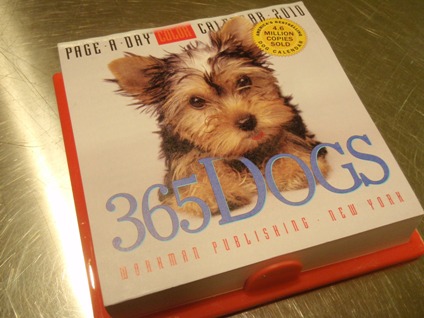 PAGE·A·DAY COLOR CALENDAR·2010
AMERICA'S BESTSELLING DOG CALENDAR
4.6 MILLION COPIES SOLD
365 DOGS
WORKMAN PUBLISHING · NEW YORK